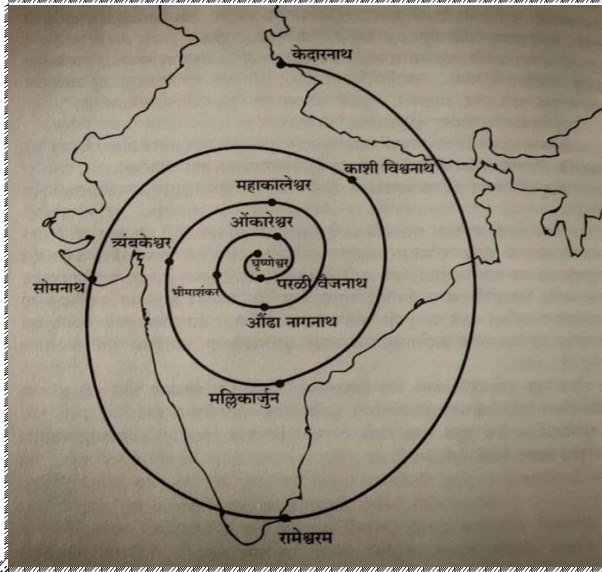 केदारनाथ
काशी विश्वनाथ
महाकालेश्वर
ओंकारेश्वर
त्र्यंबकेश्वर
घृष्णेश्वर
सोमनाथ
भीमाशंकर
परळी वैजनाथ
औंढा नागनाथ
मल्लिकार्जुन
रामेश्वरम